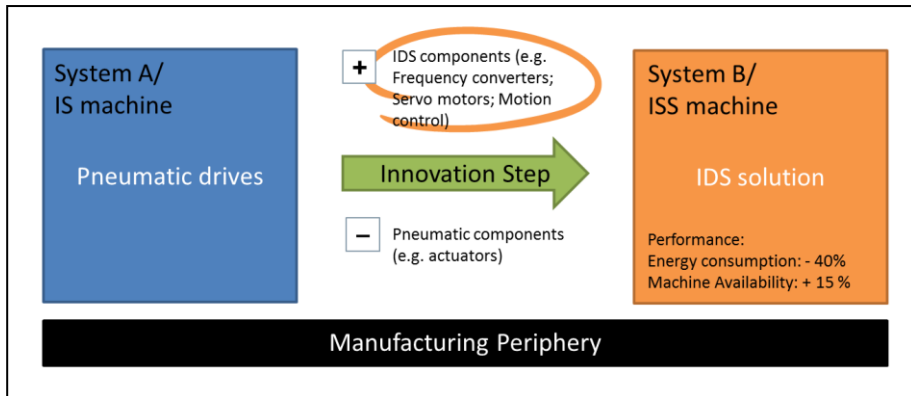 System A/
IS machine
Pneumatic drives
+
IDS components (e.g.
Frequency converters;
Servo motors; Motion
control)
Innovation Step
–
Pneumatic components
(e.g. actuators)
System B/
ISS machine
IDS solution
Performance:
Energy consumption: - 40%
Machine Availability: + 15 %
Manufacturing Periphery